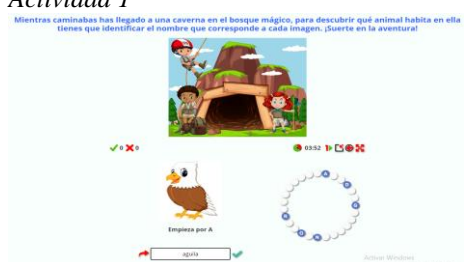 Actividad 1
Mientras caminabas has llegado a una caverna en el bosque mágico, para descubrir qué animal habita en ella
tienes que identificar el nombre que corresponde a cada imagen. ¡Suerte en la aventura!
0 0
03:52 1
Empieza por A
aguila
Activar Windows